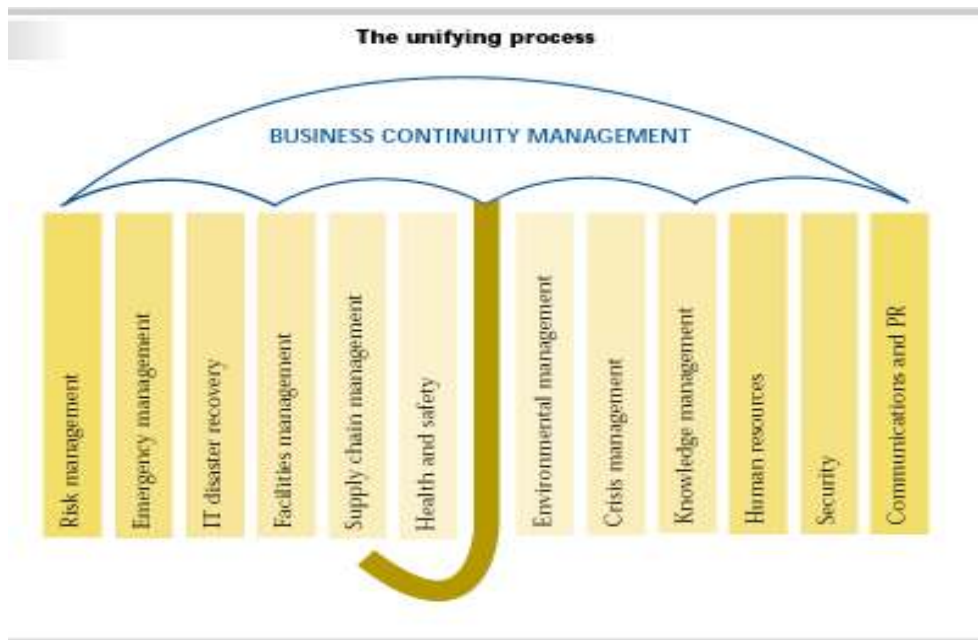 The unifying process
BUSINESS CONTINUITY MANAGEMENT
Risk management
Emergency management
IT disaster recovery
Facilities management
Supply chain management
Health and safety
Environmental management
Crisis management
Knowledge management
Human resources
Security
Communications and PR